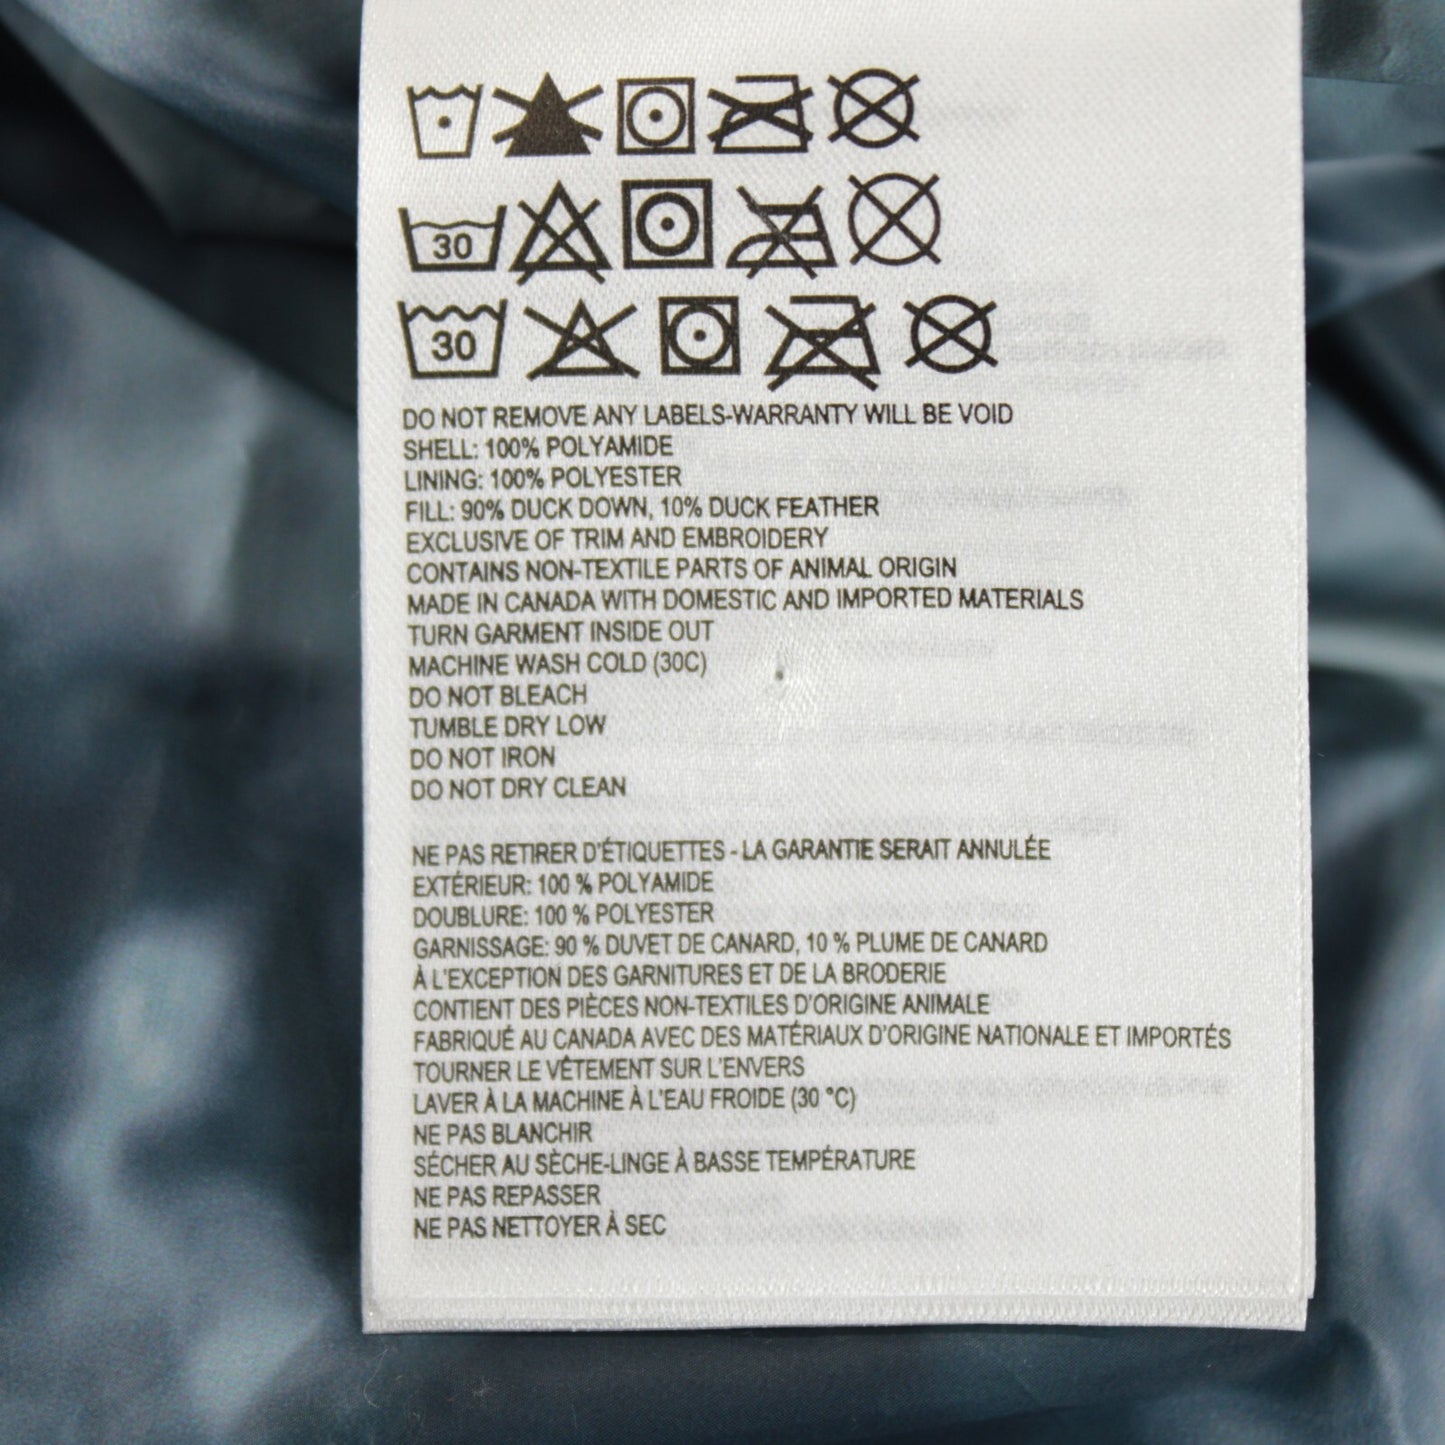 30
30
DO NOT REMOVE ANY LABELS-WARRANTY WILL BE VOID
SHELL: 100% POLYAMIDE
LINING: 100% POLYESTER
FILL: 90% DUCK DOWN, 10% DUCK FEATHER
EXCLUSIVE OF TRIM AND EMBROIDERY
CONTAINS NON-TEXTILE PARTS OF ANIMAL ORIGIN
MADE IN CANADA WITH DOMESTIC AND IMPORTED MATERIALS
TURN GARMENT INSIDE OUT
MACHINE WASH COLD (30C)
DO NOT BLEACH
TUMBLE DRY LOW
DO NOT IRON
DO NOT DRY CLEAN
NE PAS RETIRER D'ÉTIQUETTES - LA GARANTIE SERAIT ANNULÉE
EXTÉRIEUR: 100 % POLYAMIDE
DOUBLURE: 100 % POLYESTER
GARNISSAGE: 90 % DUVET DE CANARD, 10 % PLUME DE CANARD
À L'EXCEPTION DES GARNITURES ET DE LA BRODERIE
CONTIENT DES PIÈCES NON-TEXTILES D'ORIGINE ANIMALE
FABRIQUÉ AU CANADA AVEC DES MATÉRIAUX D'ORIGINE NATIONALE ET IMPORTÉS
TOURNER LE VÊTEMENT SUR L'ENVERS
LAVER À LA MACHINE À L'EAU FROIDE (30 °C)
NE PAS BLANCHIR
SÉCHER AU SÈCHE-LINGE À BASSE TEMPÉRATURE
NE PAS REPASSER
NE PAS NETTOYER À SEC